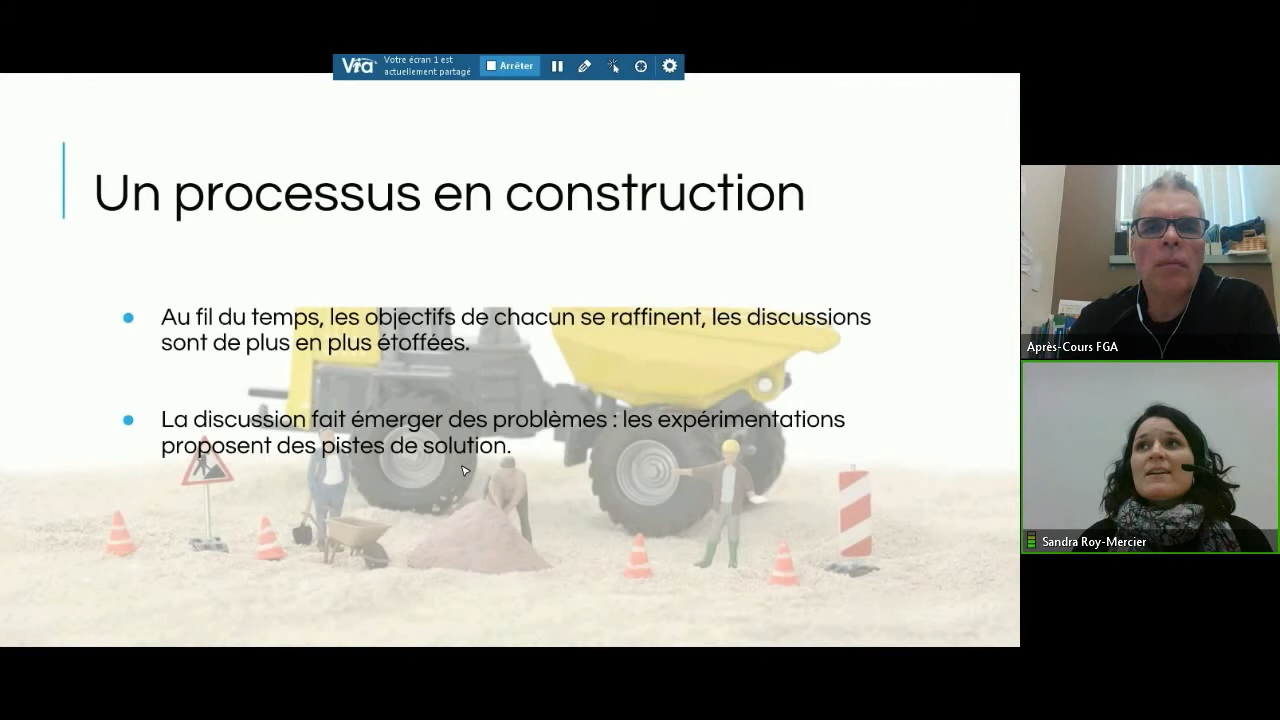 Via
Votre écran 1 est
actuellement partagé
Arrêter
Un processus en construction
Au fil du temps, les objectifs de chacun se raffinent, les discussions
sont de plus en plus étoffées.
La discussion fait émerger des problèmes : les expérimentations
proposent des pistes de solution.
Après-Cours FGA
Sandra Roy-Mercier